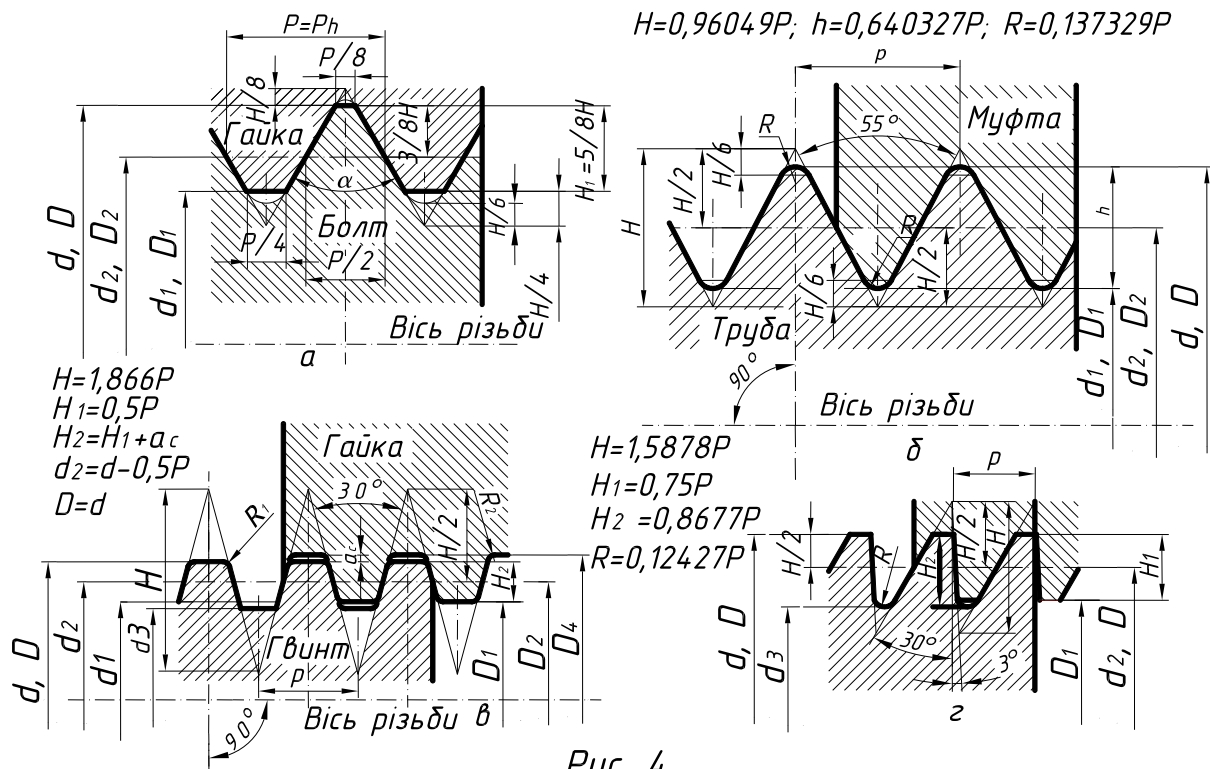 P=Ph
P/8
H/8
Гайка
3/8H
H1=5/8H
α
H/6
P/4
Болт
P/2
H/4
d, D
d2, D2
d1, D1
Вісь різьби
а
H=0,96049P; h=0,640327P; R=0,137329P
P
Муфта
R
55°
H/6
H/2
H
h
R
H/2
H/6
Труба
90°
d1, D1
d2, D2
d, D
Вісь різьби
б
H=1,866P
H1=0,5P
H2=H1+ac
d2=d-0,5P
D=d
Гайка
30°
R1
R2
ac
H/2
H
H2
Гвинт
P
d, D
d2
d1
d3
D1
D2
D4
90°
Вісь різьби
в
H=1,5878P
H1=0,75P
H2=0,8677P
R=0,12427P
P
H/2
R
H2
H/2
H
H1
30°
3°
d, D
d3
D1
d2, D
г
Рис. 4